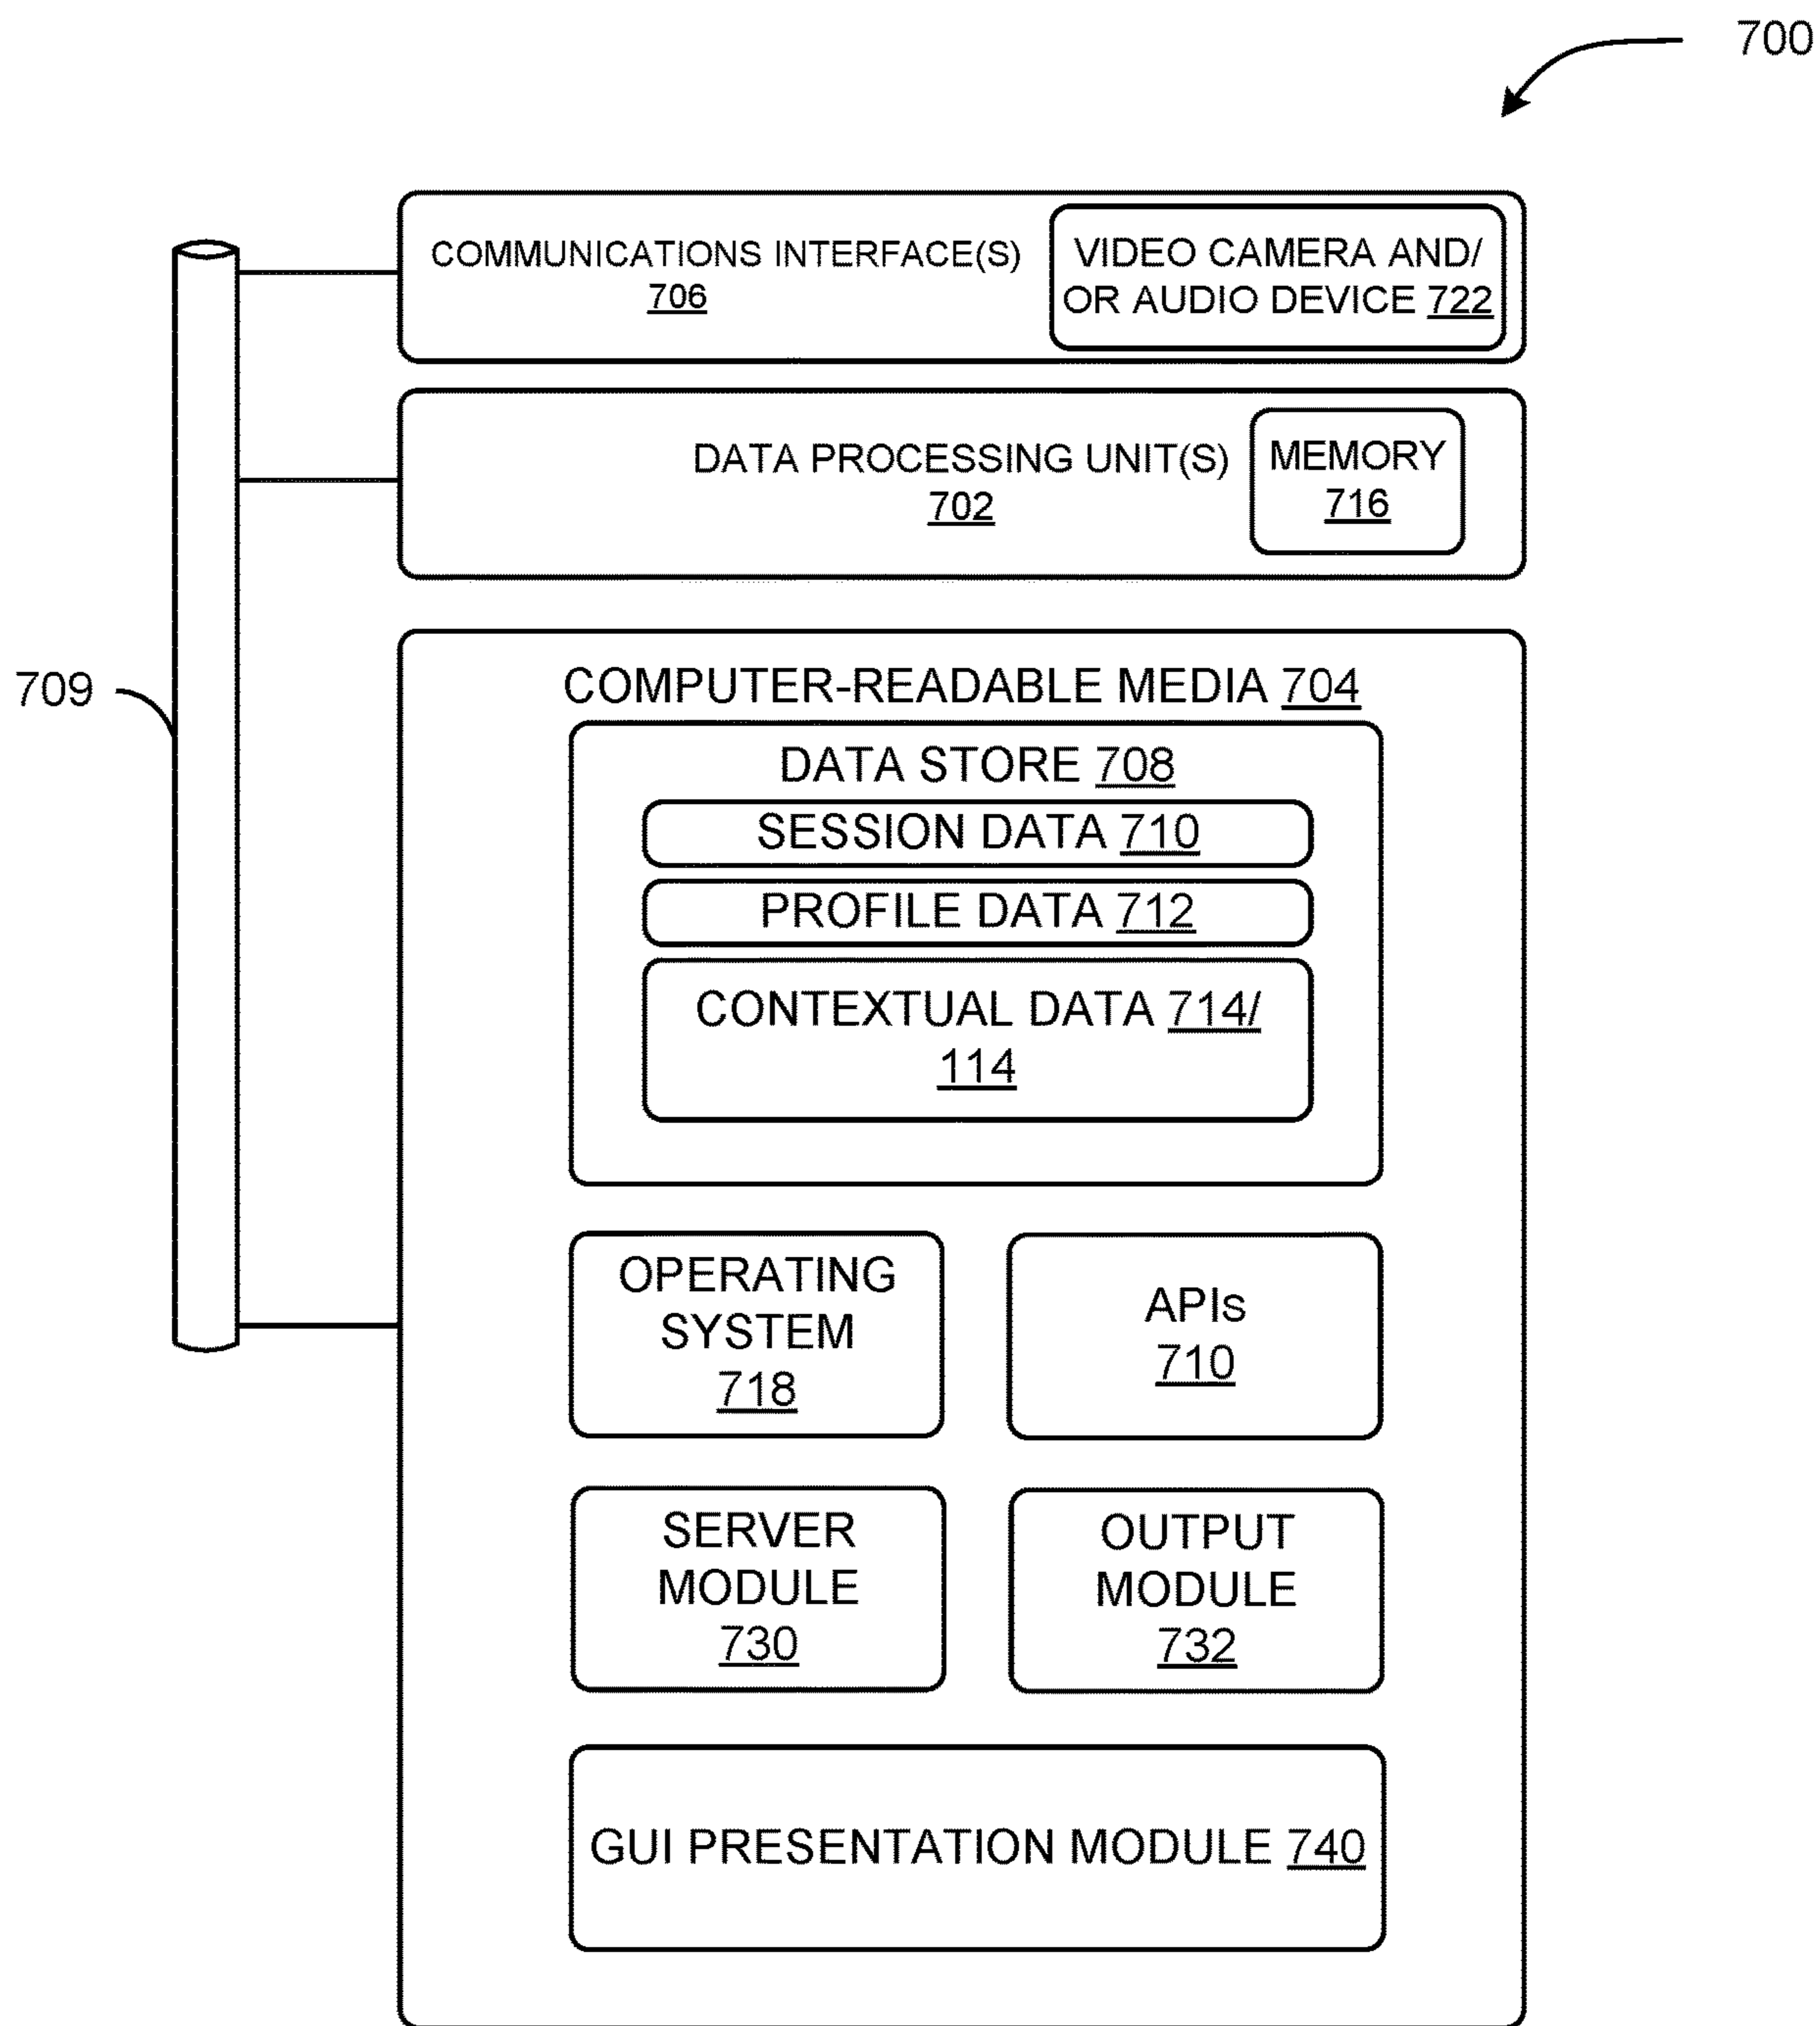 700
COMMUNICATIONS INTERFACE(S)
706
VIDEO CAMERA AND/
OR AUDIO DEVICE 722
DATA PROCESSING UNIT(S)
702
MEMORY
716
709
COMPUTER-READABLE MEDIA 704
DATA STORE 708
SESSION DATA 710
PROFILE DATA 712
CONTEXTUAL DATA 714/
114
OPERATING
SYSTEM
718
APIs
710
SERVER
MODULE
730
OUTPUT
MODULE
732
GUI PRESENTATION MODULE 740